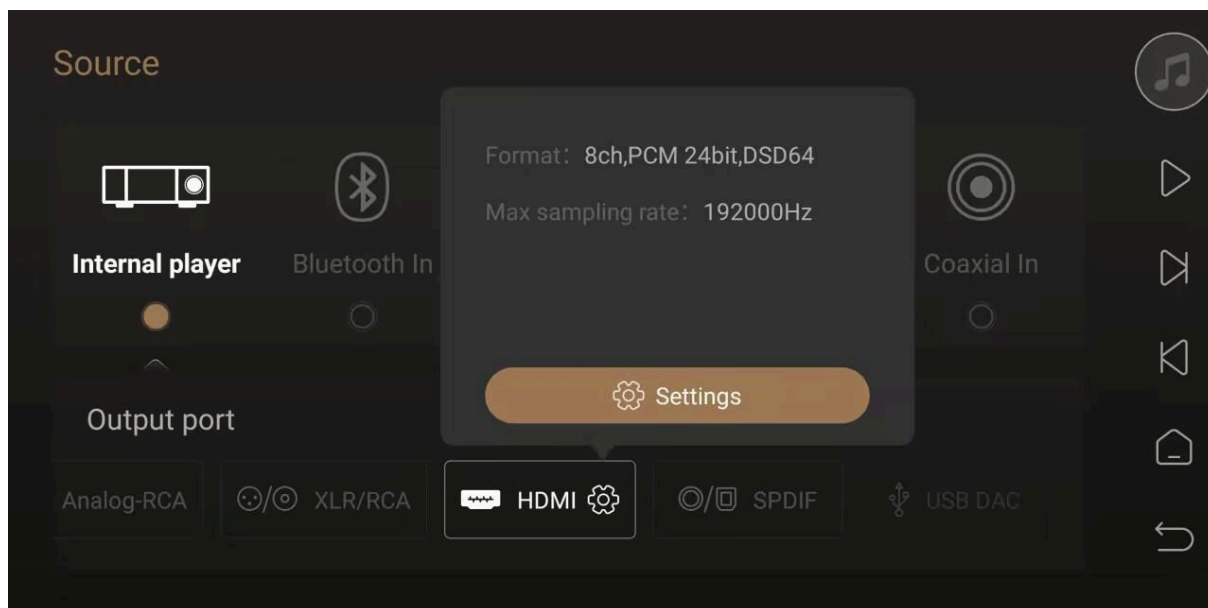 Source
Format: 8ch,PCM 24bit,DSD64
Max sampling rate: 192000Hz
Internal player
Bluetooth In
Coaxial In
Settings
Output port
Analog-RCA
XLR/RCA
HDMI
SPDIF
USB DAC